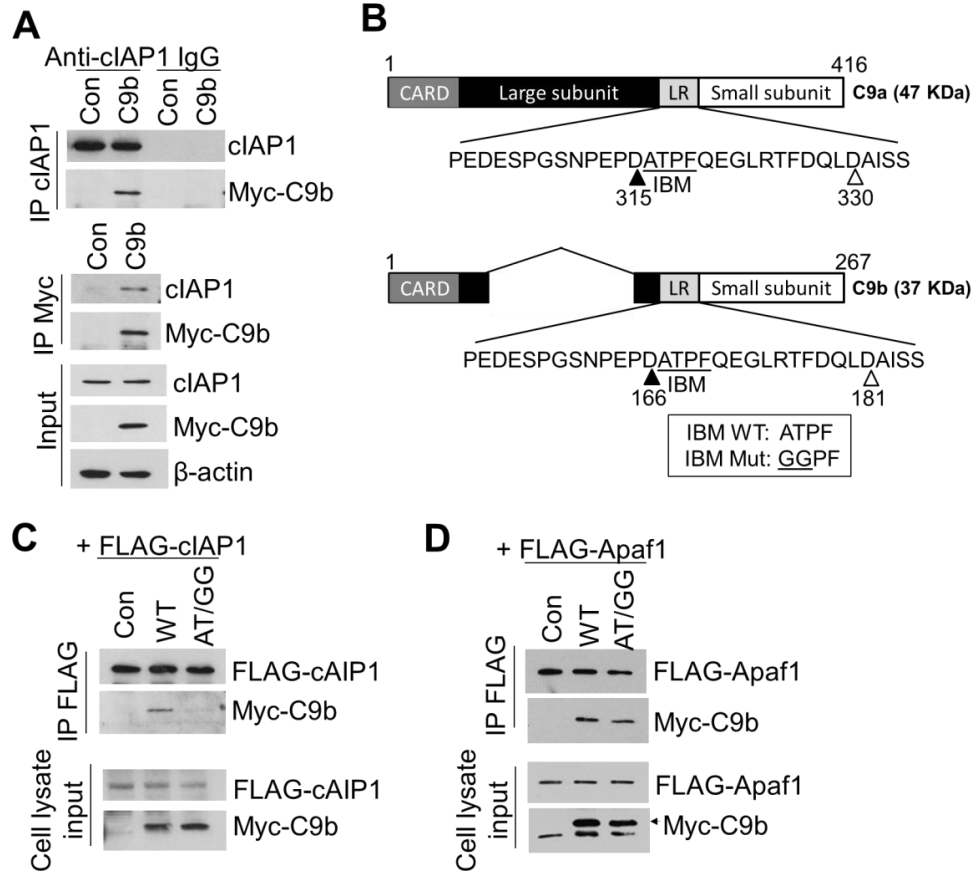 A
Anti-cIAP1 IgG
Con
C9b
Con
C9b
IP cIAP1
cIAP1
Myc-C9b
Con
C9b
IP Myc
cIAP1
Myc-C9b
Input
cIAP1
Myc-C9b
β-actin
B
1 416
CARD Large subunit LR Small subunit C9a (47 KDa)
PEDESPGSNPEPDATPFQEGLRTFDQLDAISS
315 IBM 330
1 267
CARD LR Small subunit C9b (37 KDa)
PEDESPGSNPEPDATPFQEGLRTFDQLDAISS
166 IBM 181
IBM WT: ATPF
IBM Mut: GGPF
C
+ FLAG-cIAP1
Con
WT
AT/GG
IP FLAG
FLAG-cAIP1
Myc-C9b
Cell lysate input
FLAG-cAIP1
Myc-C9b
D
+ FLAG-Apaf1
Con
WT
AT/GG
IP FLAG
FLAG-Apaf1
Myc-C9b
Cell lysate input
FLAG-Apaf1
Myc-C9b